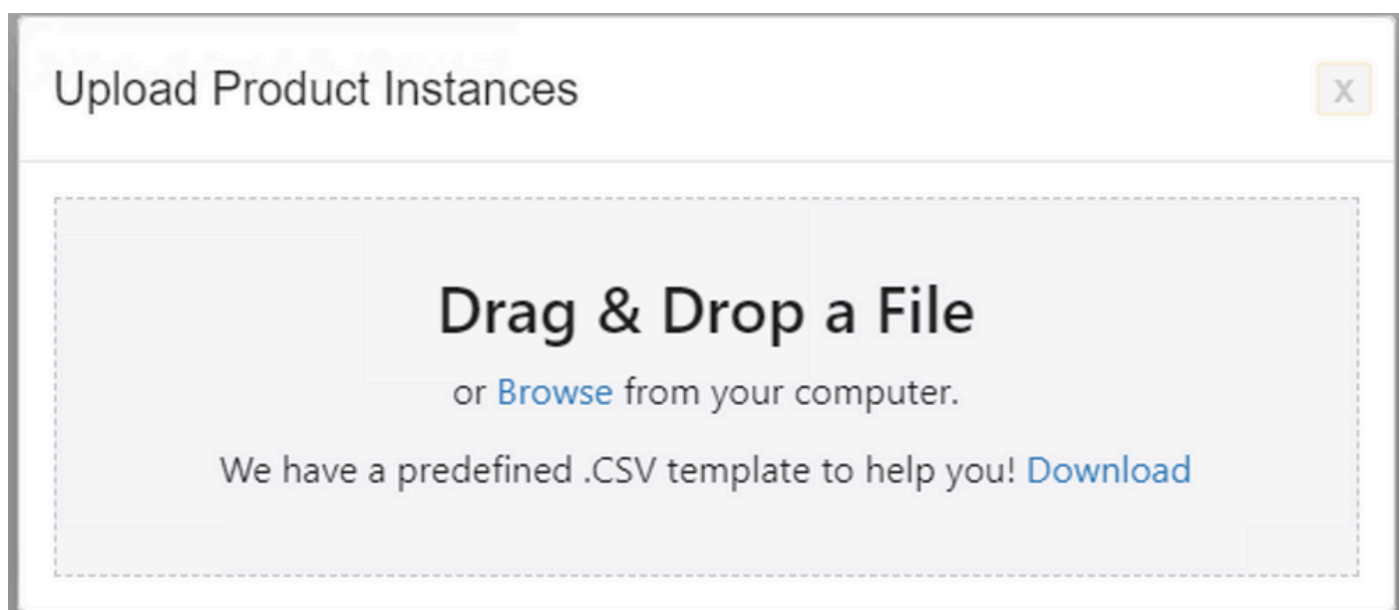 Upload Product Instances
X
Drag & Drop a File
or Browse from your computer.
We have a predefined .CSV template to help you! Download